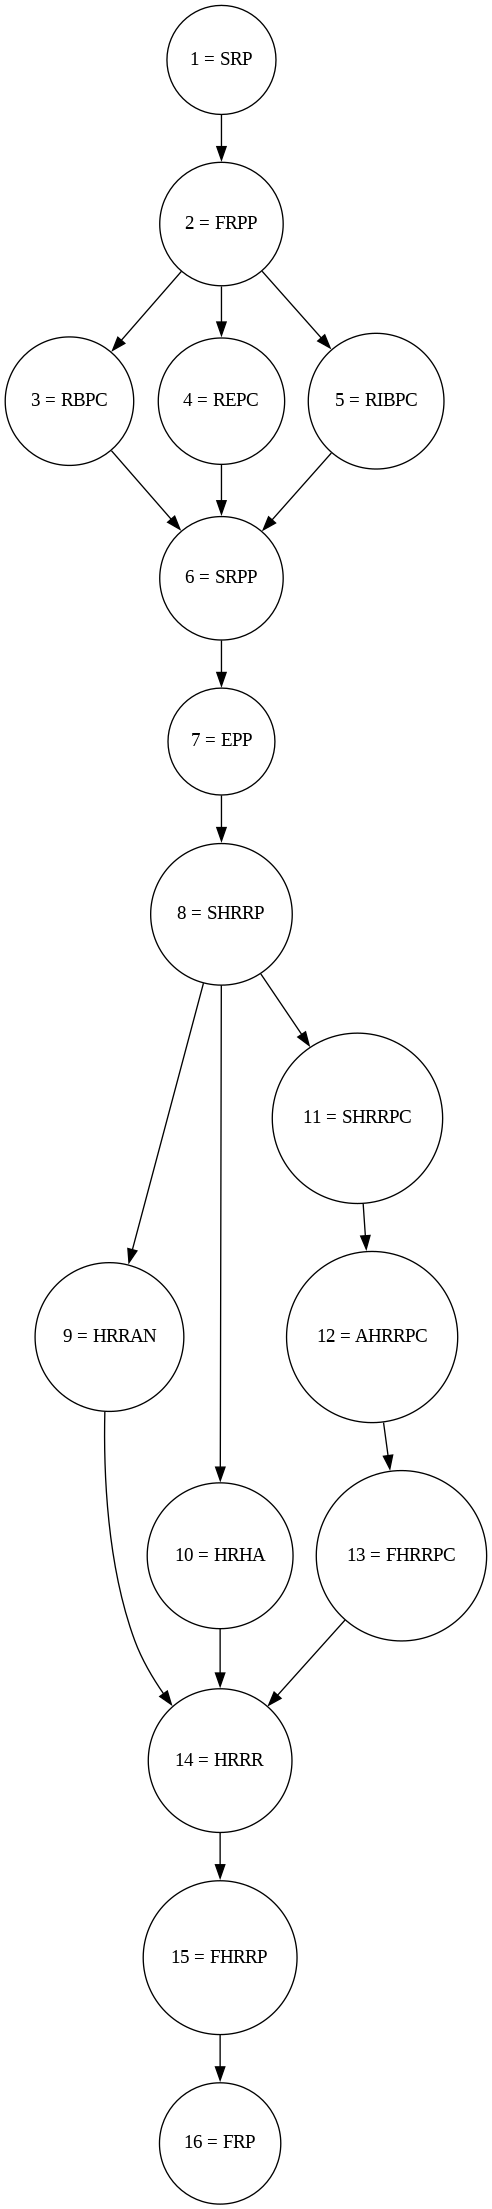 1 = SRP
2 = FRPP
3 = RBPC
4 = REPC
5 = RIBPC
6 = SRPP
7 = EPP
8 = SHRRP
11 = SHRRPC
9 = HRRAN
12 = AHRRPC
10 = HRHA
13 = FHRRPC
14 = HRRR
15 = FHRRP
16 = FRP